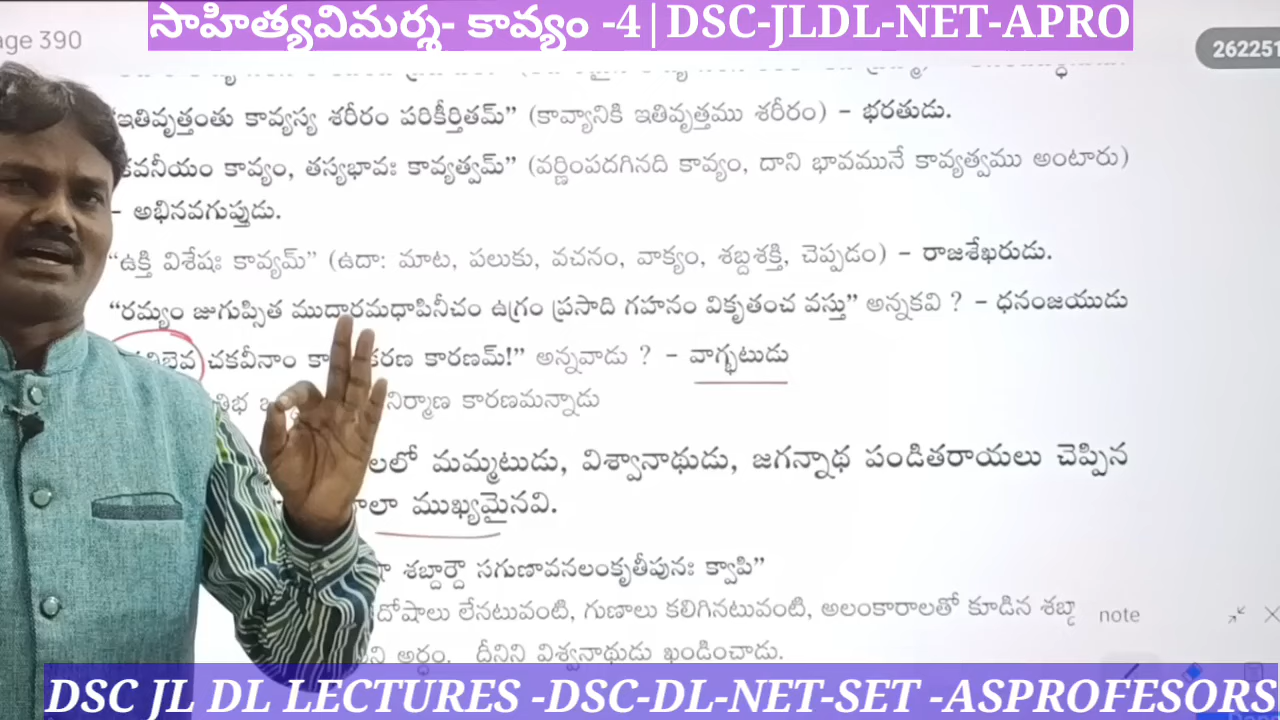 సాహిత్యవిమర్శ- కావ్యం -4|DSC-JLDL-NET-APRO
age 390
262251
ఇతివృత్తంతు కావ్యస్య శరీరం పరికీర్తితమ్” (కావ్యానికి ఇతివృత్తము శరీరం) – భరతుడు.
కవనీయం కావ్యం, తస్యభావః కావ్యత్వమ్” (వర్ణింపదగినది కావ్యం, దాని భావమునే కావ్యత్వము అంటారు)
– అభినవగుప్తుడు.
“ఉక్తి విశేషః కావ్యమ్” (ఉదా: మాట, పలుకు, వచనం, వాక్యం, శబ్దశక్తి, చెప్పడం) – రాజశేఖరుడు.
“రమ్యం జుగుప్సిత ముదారమధాపినీచం ఉగ్రం ప్రసాది గహనం వికృతంచ వస్తు” అన్నకవి ? – ధనంజయుడు
చకవీనాం కరణ కారణమ్!” అన్నవాడు ? – వాగ్భటుడు
నిర్మాణ కారణమన్నాడు
లలో మమ్మటుడు, విశ్వానాథుడు, జగన్నాథ పండితరాయలు చెప్పిన
ముఖ్యమైనవి.
శబ్దార్థౌ సగుణావనలంకృతీపునః క్వాపి”
దోషాలు లేనటువంటి, గుణాలు కలిగినటువంటి, అలంకారాలతో కూడిన శబ్ద
note
అర్థం. దీనిని విశ్వనాథుడు ఖండించాడు.
DSC JL DL LECTURES -DSC-DL-NET-SET -ASPROFESORS